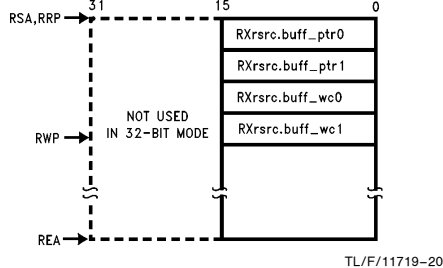 31 15 0
RSA,RRP
RXrsrc.buff_ptr0
RXrsrc.buff_ptr1
RXrsrc.buff_wc0
NOT USED
IN 32-BIT MODE
RXrsrc.buff_wc1
RWP
REA
TL/F/11719-20